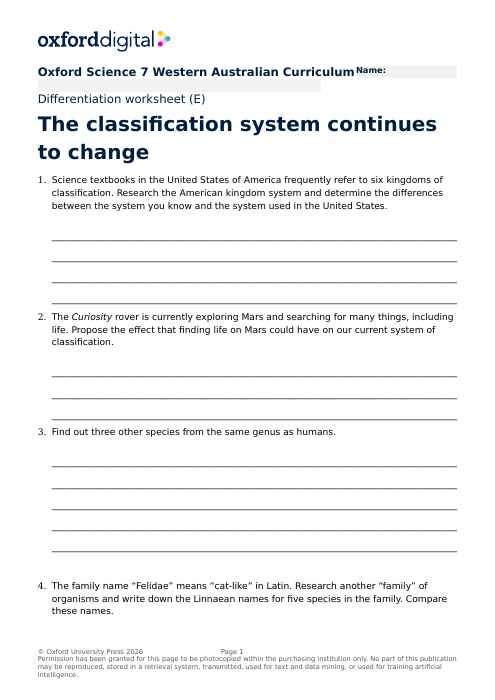 oxforddigital
Oxford Science 7 Western Australian Curriculum Name:
Differentiation worksheet (E)
The classification system continues
to change
1. Science textbooks in the United States of America frequently refer to six kingdoms of
classification. Research the American kingdom system and determine the differences
between the system you know and the system used in the United States.
2. The Curiosity rover is currently exploring Mars and searching for many things, including
life. Propose the effect that finding life on Mars could have on our current system of
classification.
3. Find out three other species from the same genus as humans.
4. The family name “Felidae” means “cat-like” in Latin. Research another “family” of
organisms and write down the Linnaean names for five species in the family. Compare
these names.
© Oxford University Press 2026 Page 1
Permission has been granted for this page to be photocopied within the purchasing institution only. No part of this publication
may be reproduced, stored in a retrieval system, transmitted, used for text and data mining, or used for training artificial
intelligence.